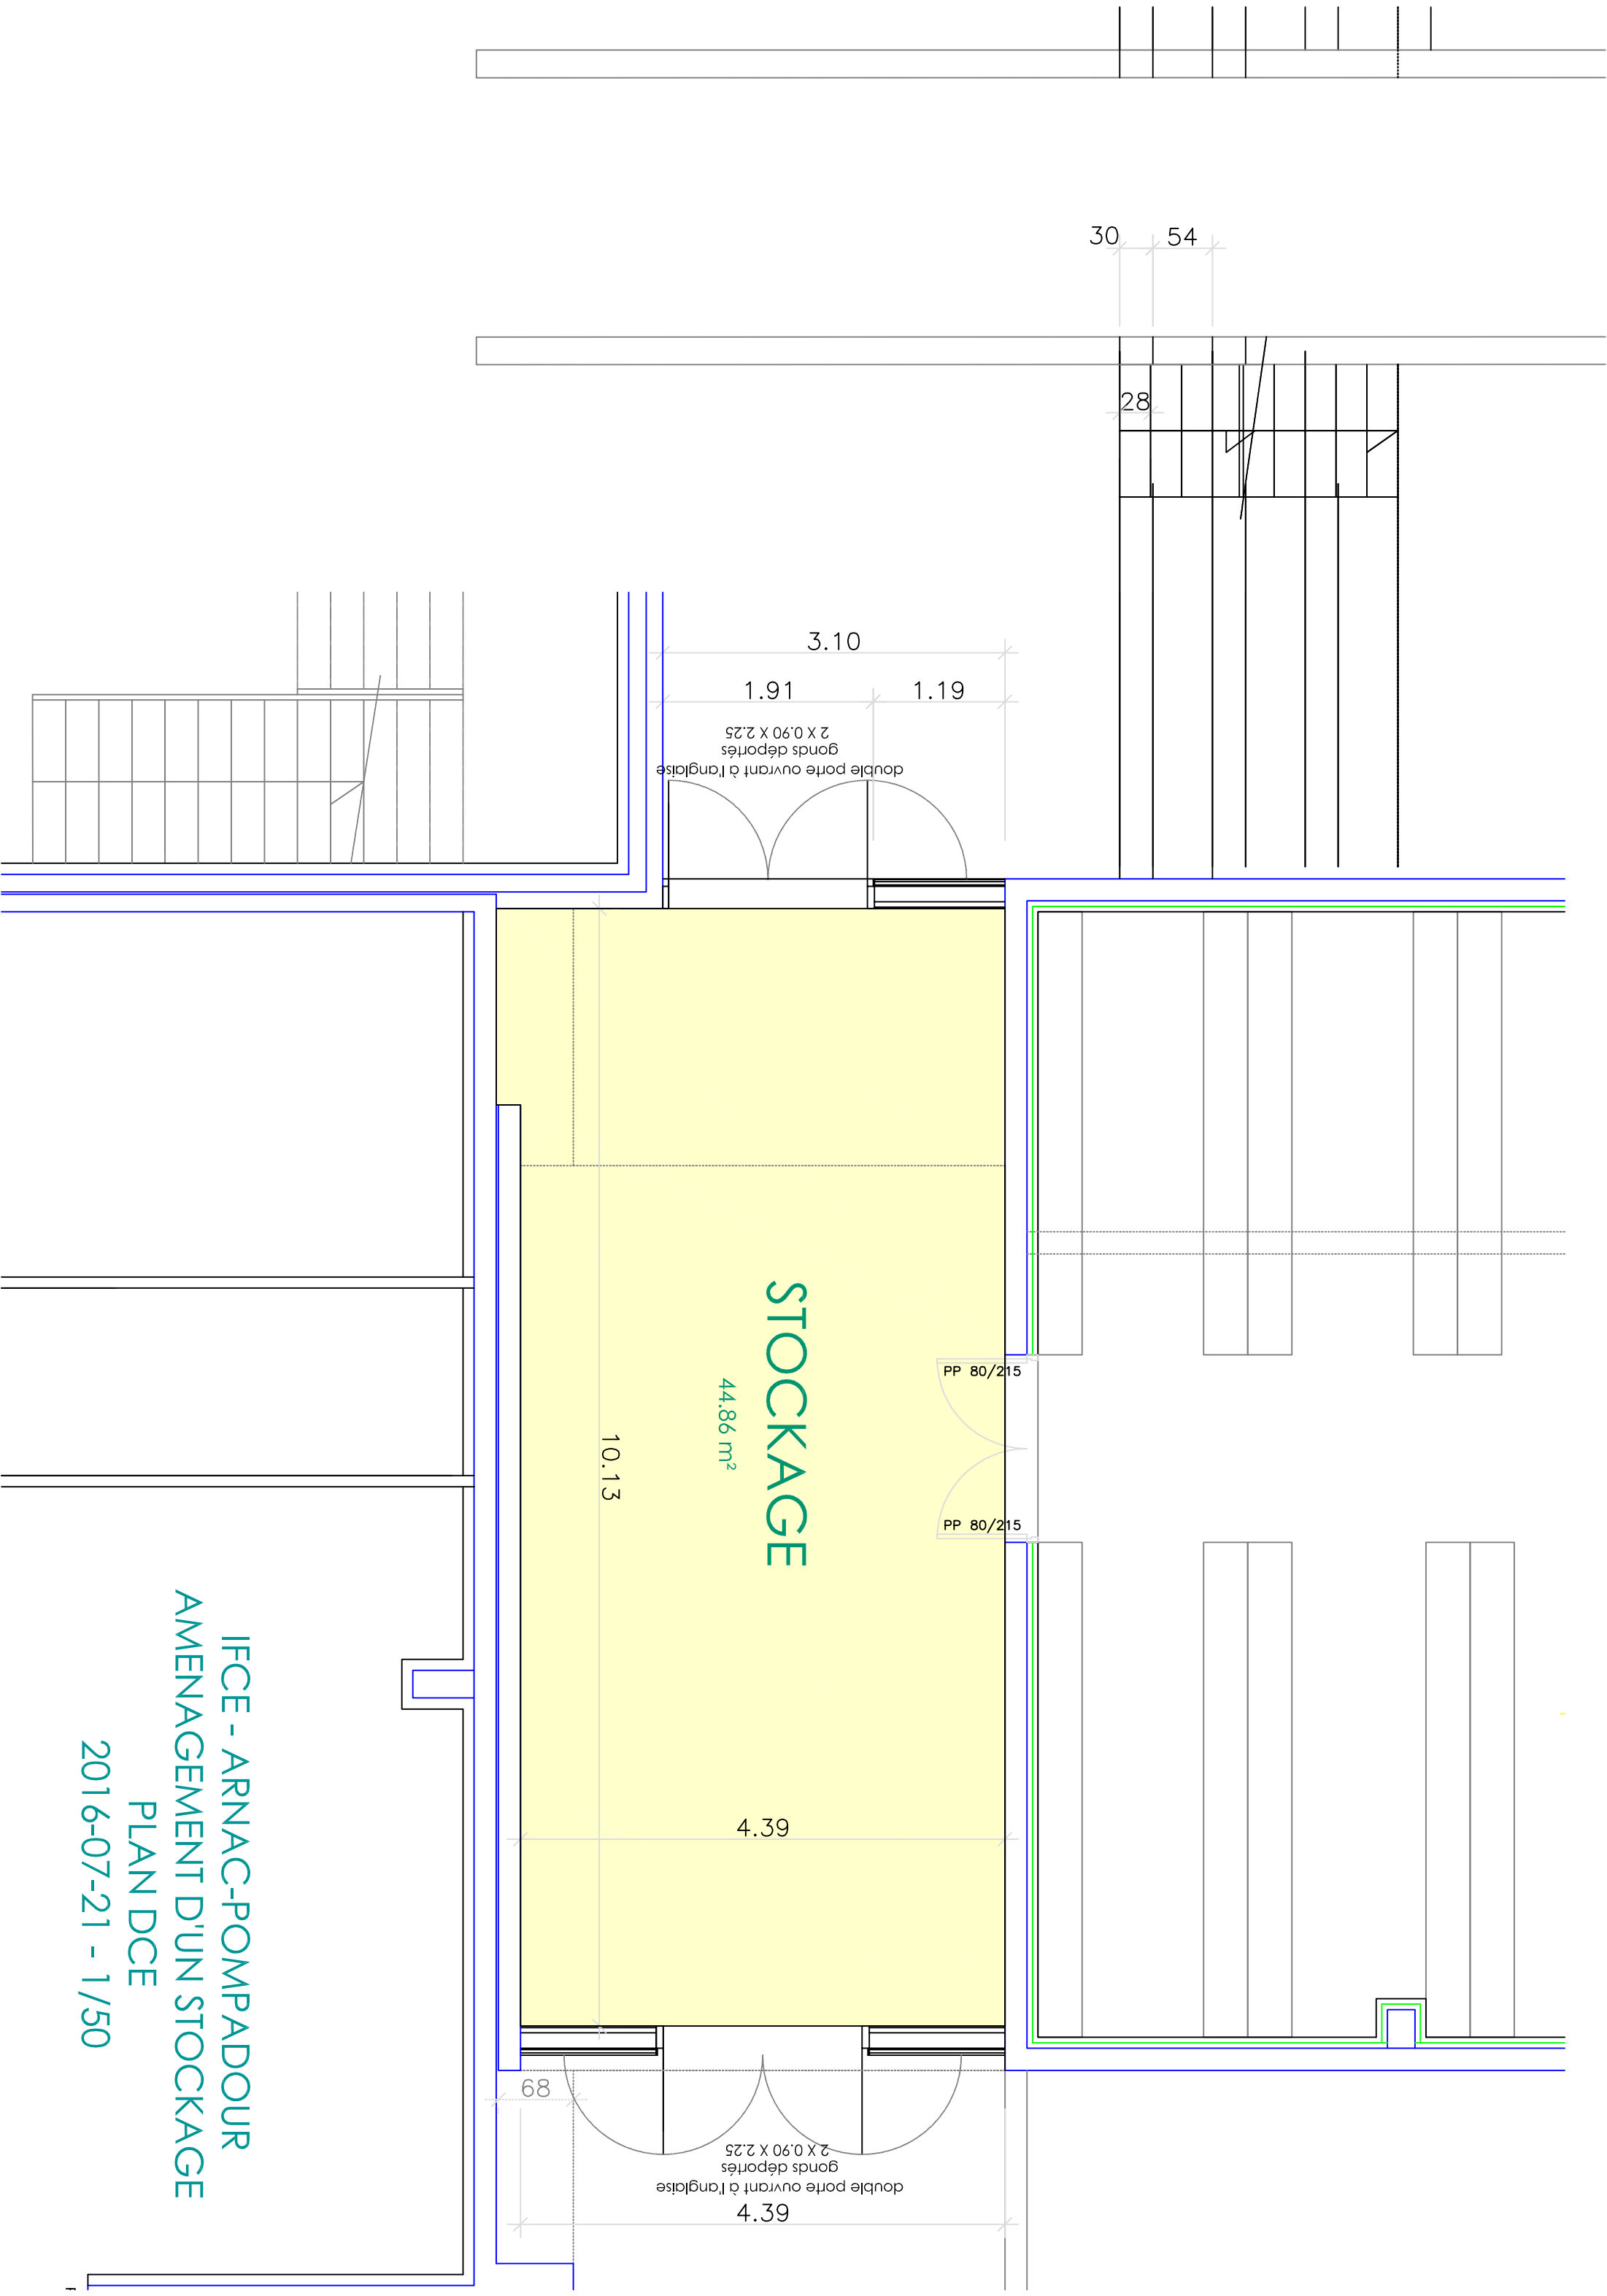 30
54
28
3.10
1.91
1.19
double porte ouvrant à l'anglaise
gonds déportés
2 X 0.90 X 2.25
STOCKAGE
44.86 m²
10.13
PP 80/215
PP 80/215
4.39
IFCE - ARNAC-POMPADOUR
AMENAGEMENT D'UN STOCKAGE
PLAN DCE
2016-07-21 - 1/50
68
double porte ouvrant à l'anglaise
gonds déportés
2 X 0.90 X 2.25
4.39